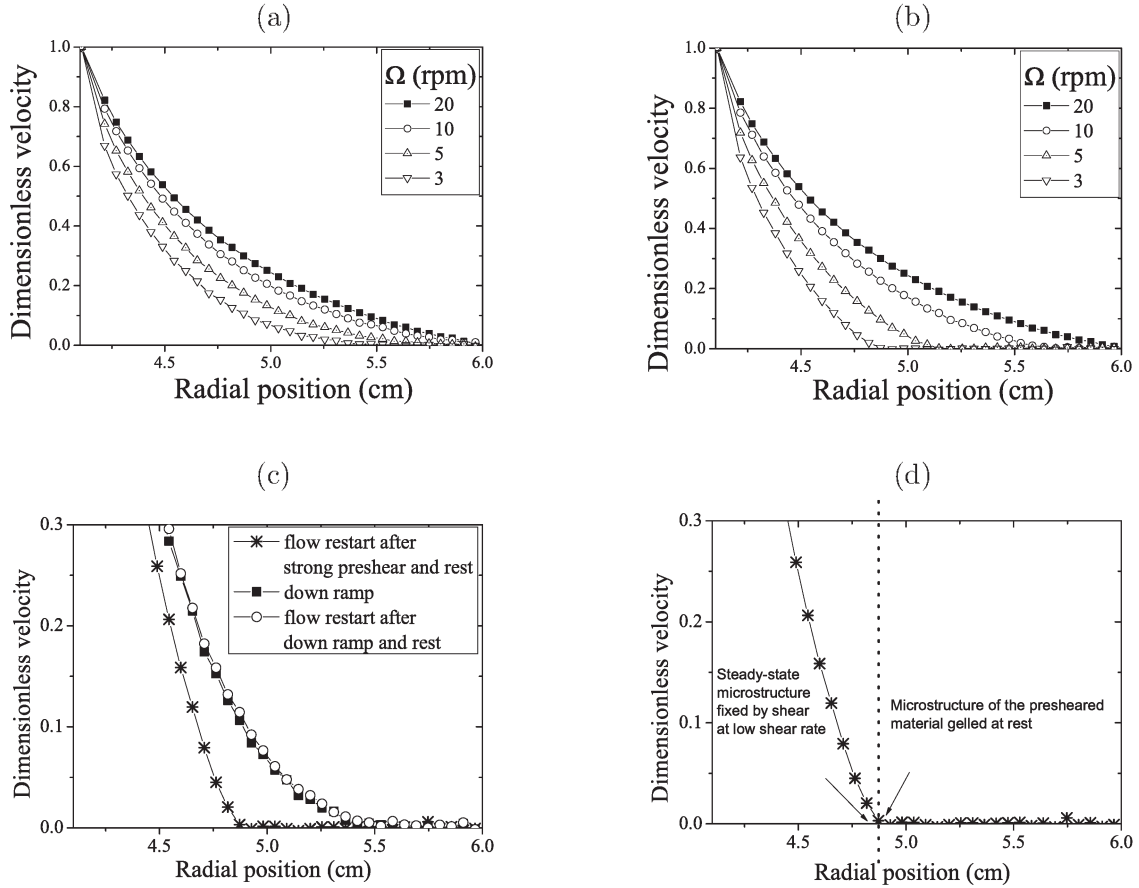 (a)
1.0
0.8
0.6
0.4
0.2
0.0
4.5
5.0
5.5
6.0
Dimensionless velocity
Radial position (cm)
Ω (rpm)
20
10
5
3
(b)
1.0
0.8
0.6
0.4
0.2
0.0
4.5
5.0
5.5
6.0
Dimensionless velocity
Radial position (cm)
Ω (rpm)
20
10
5
3
(c)
0.3
0.2
0.1
0.0
4.5
5.0
5.5
6.0
Dimensionless velocity
Radial position (cm)
flow restart after
strong preshear and rest
down ramp
flow restart after
down ramp and rest
(d)
0.3
0.2
0.1
0.0
4.5
5.0
5.5
6.0
Dimensionless velocity
Radial position (cm)
Steady-state
microstructure
fixed by shear
at low shear rate
Microstructure of the presheared
material gelled at rest